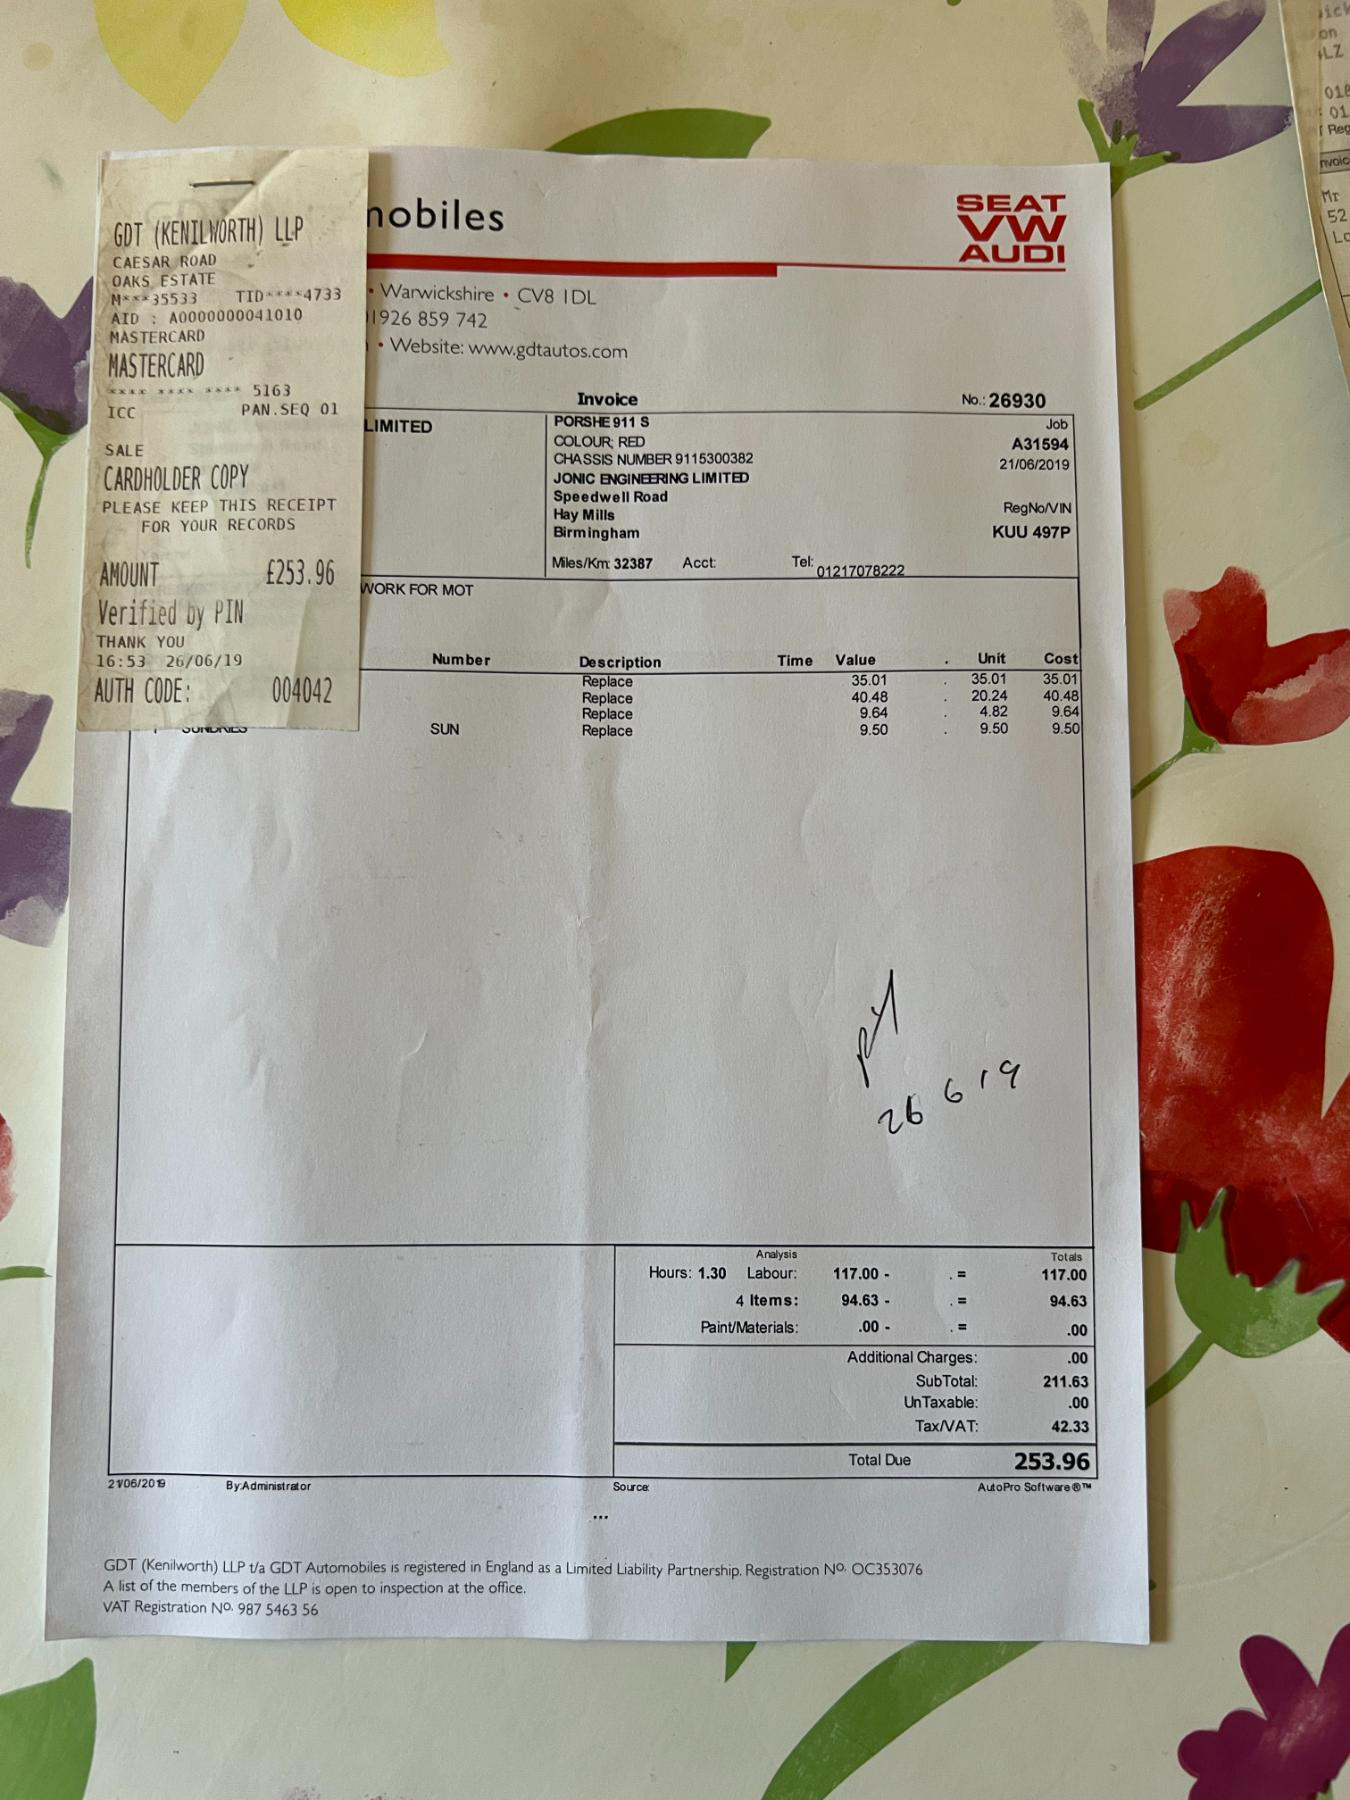 GDT (KENILWORTH) LLP
CAESAR ROAD
OAKS ESTATE
M***35533 TID****4733
AID : A0000000041010
MASTERCARD
MASTERCARD
**** **** **** 5163
ICC PAN.SEQ 01
SALE
CARDHOLDER COPY
PLEASE KEEP THIS RECEIPT
FOR YOUR RECORDS
AMOUNT £253.96
Verified by PIN
THANK YOU
16:53 26/06/19
AUTH CODE: 004042
mobiles
SEAT
VW
AUDI
• Warwickshire • CV8 1DL
1926 859 742
• Website: www.gdtautos.com
Invoice No.: 26930
LIMITED
PORSHE 911 S Job
COLOUR; RED A31594
CHASSIS NUMBER 9115300382 21/06/2019
JONIC ENGINEERING LIMITED
Speedwell Road
Hay Mills RegNo/VIN
Birmingham KUU 497P
Miles/Km: 32387 Acct: Tel: 01217078222
WORK FOR MOT
Number Description Time Value . Unit Cost
Replace 35.01 . 35.01 35.01
Replace 40.48 . 20.24 40.48
Replace 9.64 . 4.82 9.64
1 SUNDRIES SUN Replace 9.50 . 9.50 9.50
26 6 19
Analysis Totals
Hours: 1.30 Labour: 117.00 - . = 117.00
4 Items: 94.63 - . = 94.63
Paint/Materials: .00 - . = .00
Additional Charges: .00
SubTotal: 211.63
UnTaxable: .00
Tax/VAT: 42.33
Total Due 253.96
21/06/2019 By:Administrator Source: AutoPro Software®™
...
GDT (Kenilworth) LLP t/a GDT Automobiles is registered in England as a Limited Liability Partnership. Registration Nº. OC353076
A list of the members of the LLP is open to inspection at the office.
VAT Registration Nº. 987 5463 56